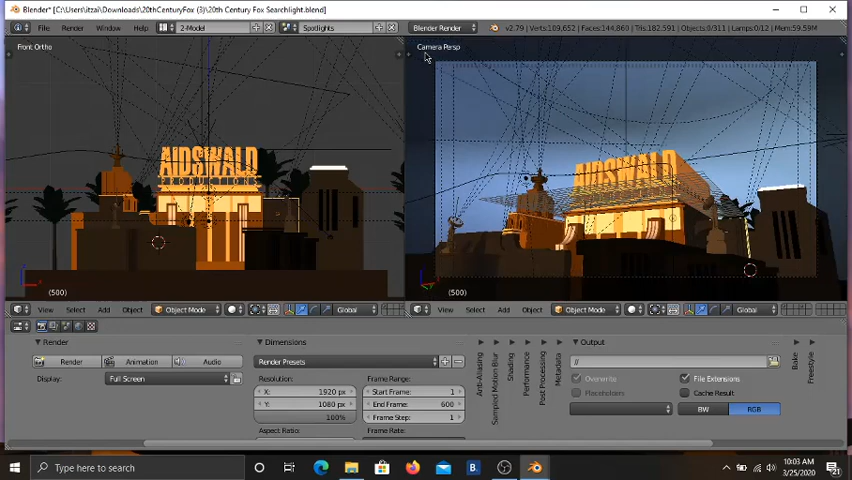 Blender* [C:\Users\itzai\Downloads\20thCenturyFox (3)\20th Century Fox Searchlight.blend]
File Render Window Help 2-Model Spotlights Blender Render v2.79 | Verts:109,652 | Faces:144,860 | Tris:182,591 | Objects:0/311 | Lamps:0/12
Front Ortho
Camera Persp
AIDSWALD
PRODUCTIONS
AIDSWALD
(500)
(500)
View Select Add Object Object Mode Global
View Select Add Object Object Mode Global
Render
Render Animation Audio
Display: Full Screen
Dimensions
Render Presets
Resolution:
X: 1920 px
Y: 1080 px
100%
Aspect Ratio:
Frame Range:
Start Frame: 1
End Frame: 600
Frame Step: 1
Frame Rate:
Anti-Aliasing
Sampled Motion Blur
Shading
Performance
Post Processing
Metadata
Output
//
Overwrite
File Extensions
Placeholders
Cache Result
BW RGB
Bake
Freestyle
Type here to search
B.
10:03 AM
3/25/2020
21